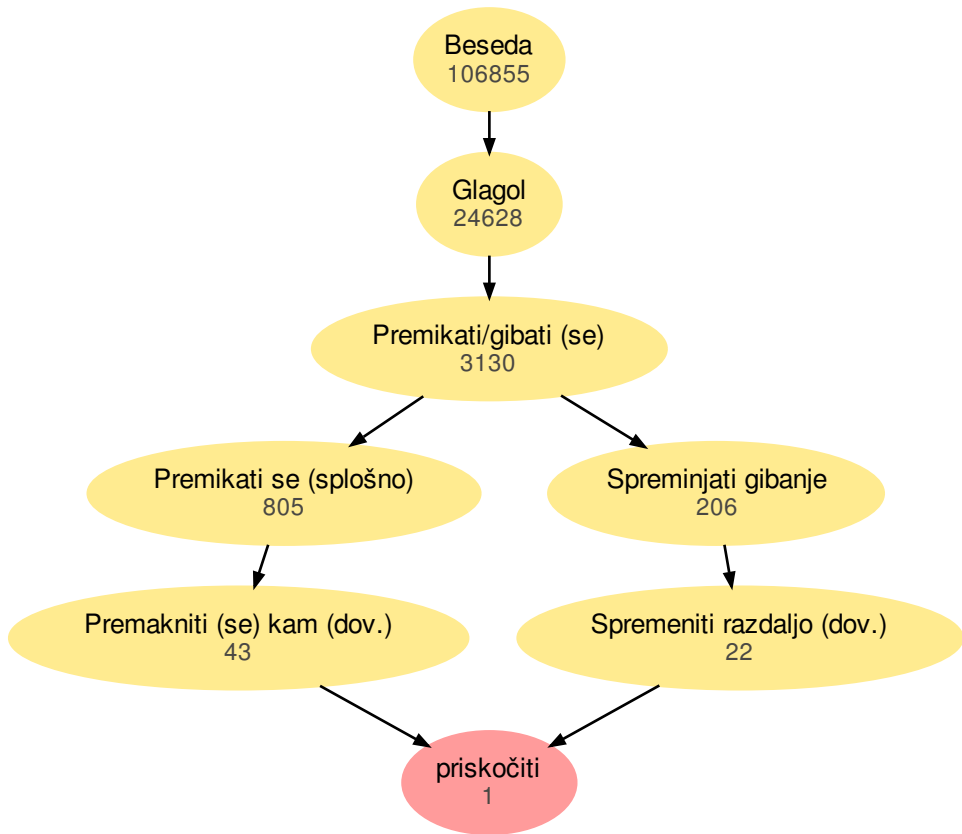 Beseda
106855
Glagol
24628
Premikati/gibati (se)
3130
Premikati se (splošno)
805
Spreminjati gibanje
206
Premakniti (se) kam (dov.)
43
Spremeniti razdaljo (dov.)
22
priskočiti
1